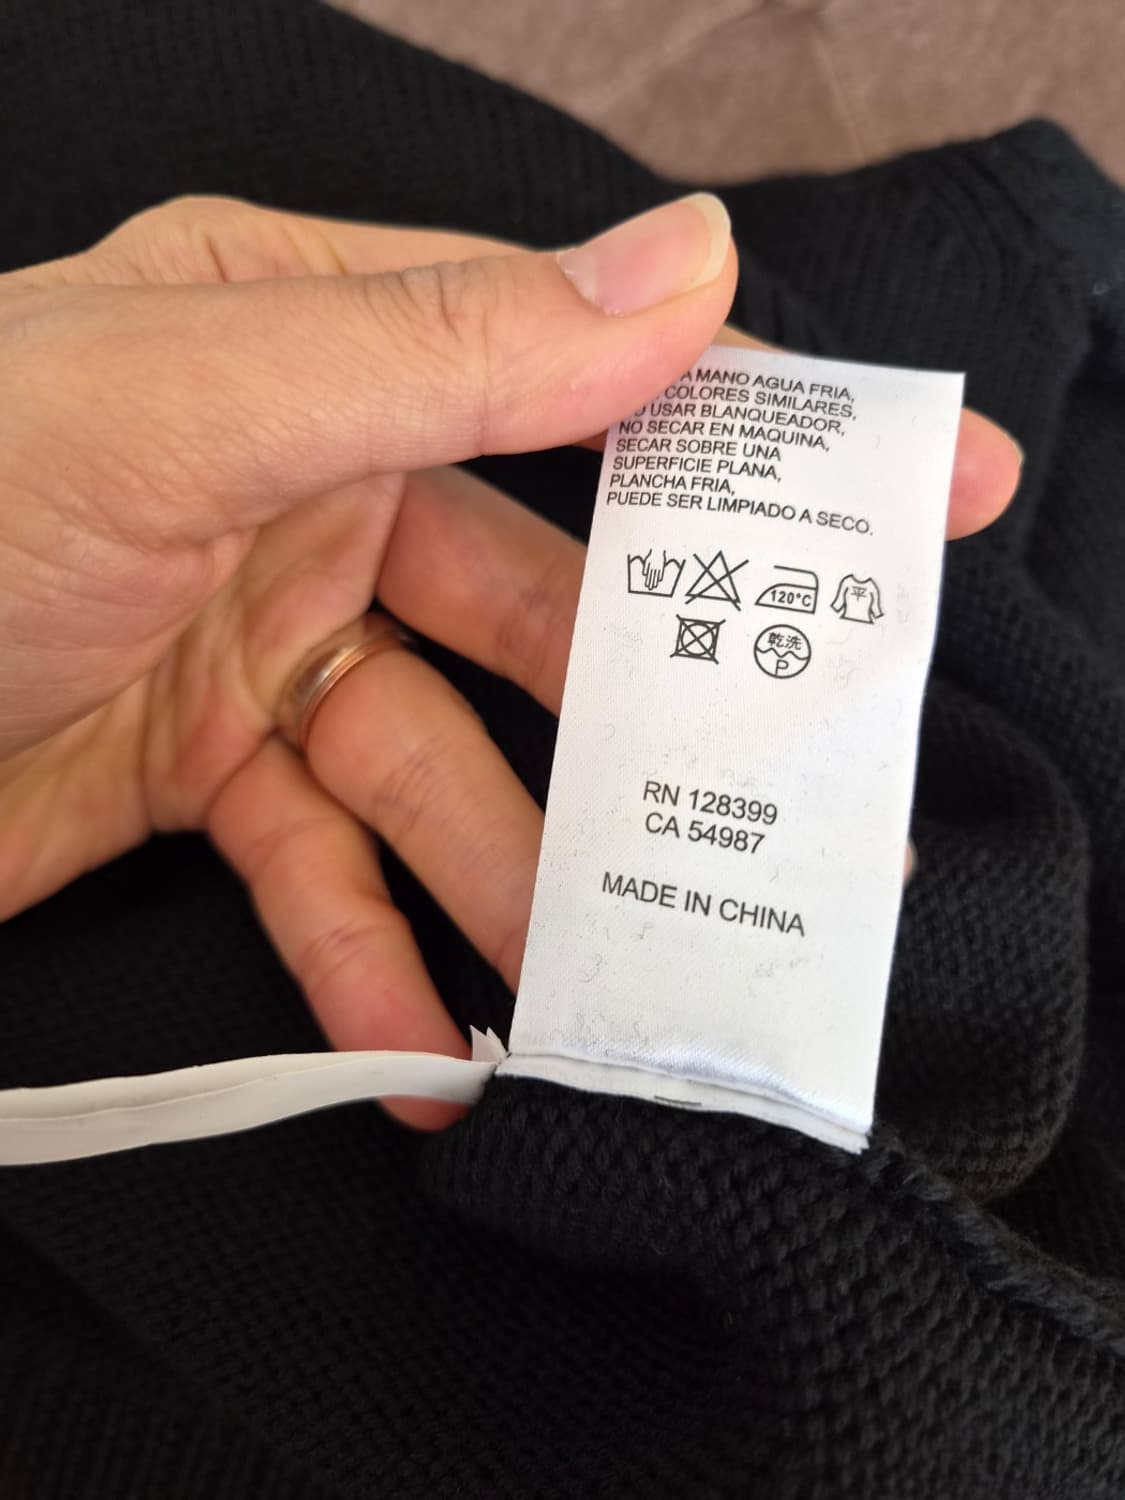 A MANO AGUA FRIA,
COLORES SIMILARES,
USAR BLANQUEADOR,
NO SECAR EN MAQUINA,
SECAR SOBRE UNA
SUPERFICIE PLANA,
PLANCHA FRIA,
PUEDE SER LIMPIADO A SECO.
120°C
平
乾洗
P
RN 128399
CA 54987
MADE IN CHINA